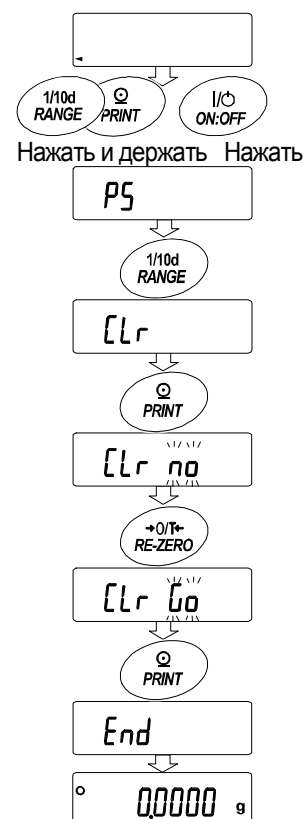 1/10d
RANGE
PRINT
ON:OFF
Нажать и держать Нажать
PS
1/10d
RANGE
CLr
PRINT
CLr no
→0/T←
RE-ZERO
CLr Go
PRINT
End
0.0000 g